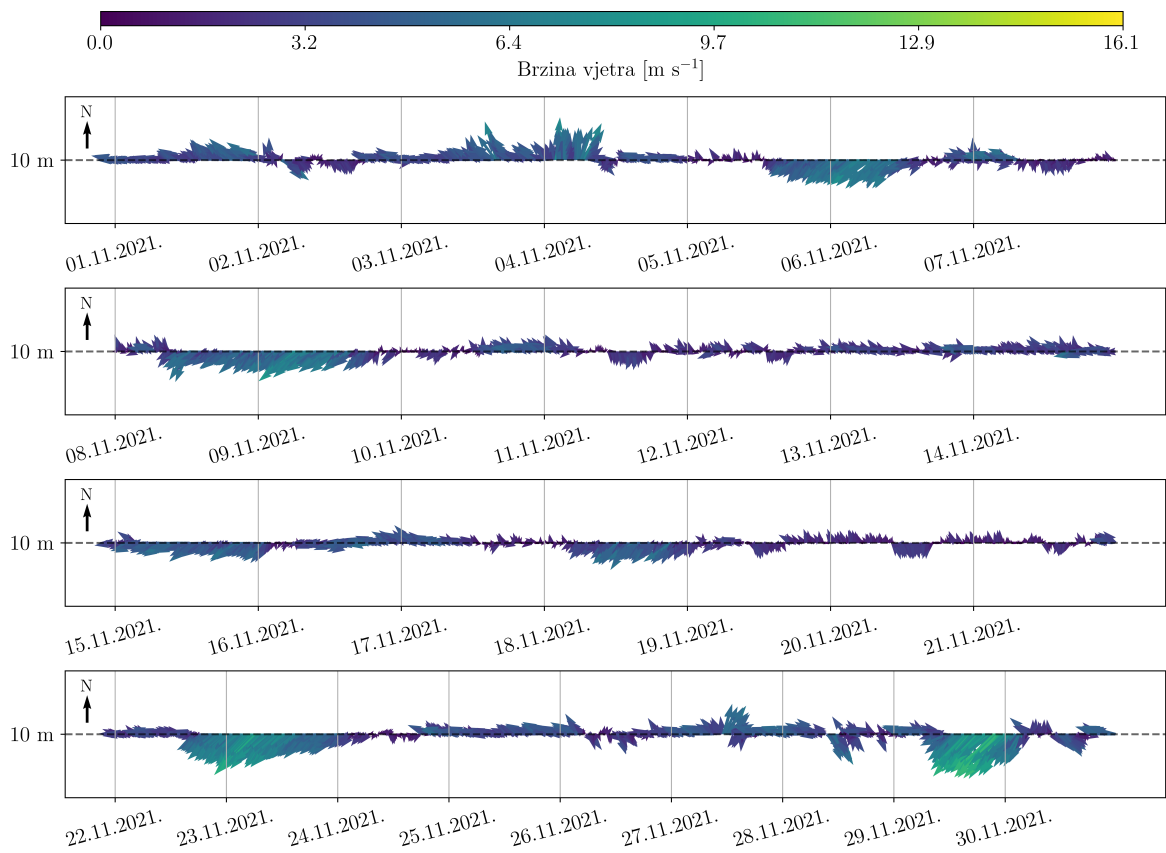 0.0 3.2 6.4 9.7 12.9 16.1
Brzina vjetra [m s⁻¹]
N
10 m
01.11.2021. 02.11.2021. 03.11.2021. 04.11.2021. 05.11.2021. 06.11.2021. 07.11.2021.
N
10 m
08.11.2021. 09.11.2021. 10.11.2021. 11.11.2021. 12.11.2021. 13.11.2021. 14.11.2021.
N
10 m
15.11.2021. 16.11.2021. 17.11.2021. 18.11.2021. 19.11.2021. 20.11.2021. 21.11.2021.
N
10 m
22.11.2021. 23.11.2021. 24.11.2021. 25.11.2021. 26.11.2021. 27.11.2021. 28.11.2021. 29.11.2021. 30.11.2021.